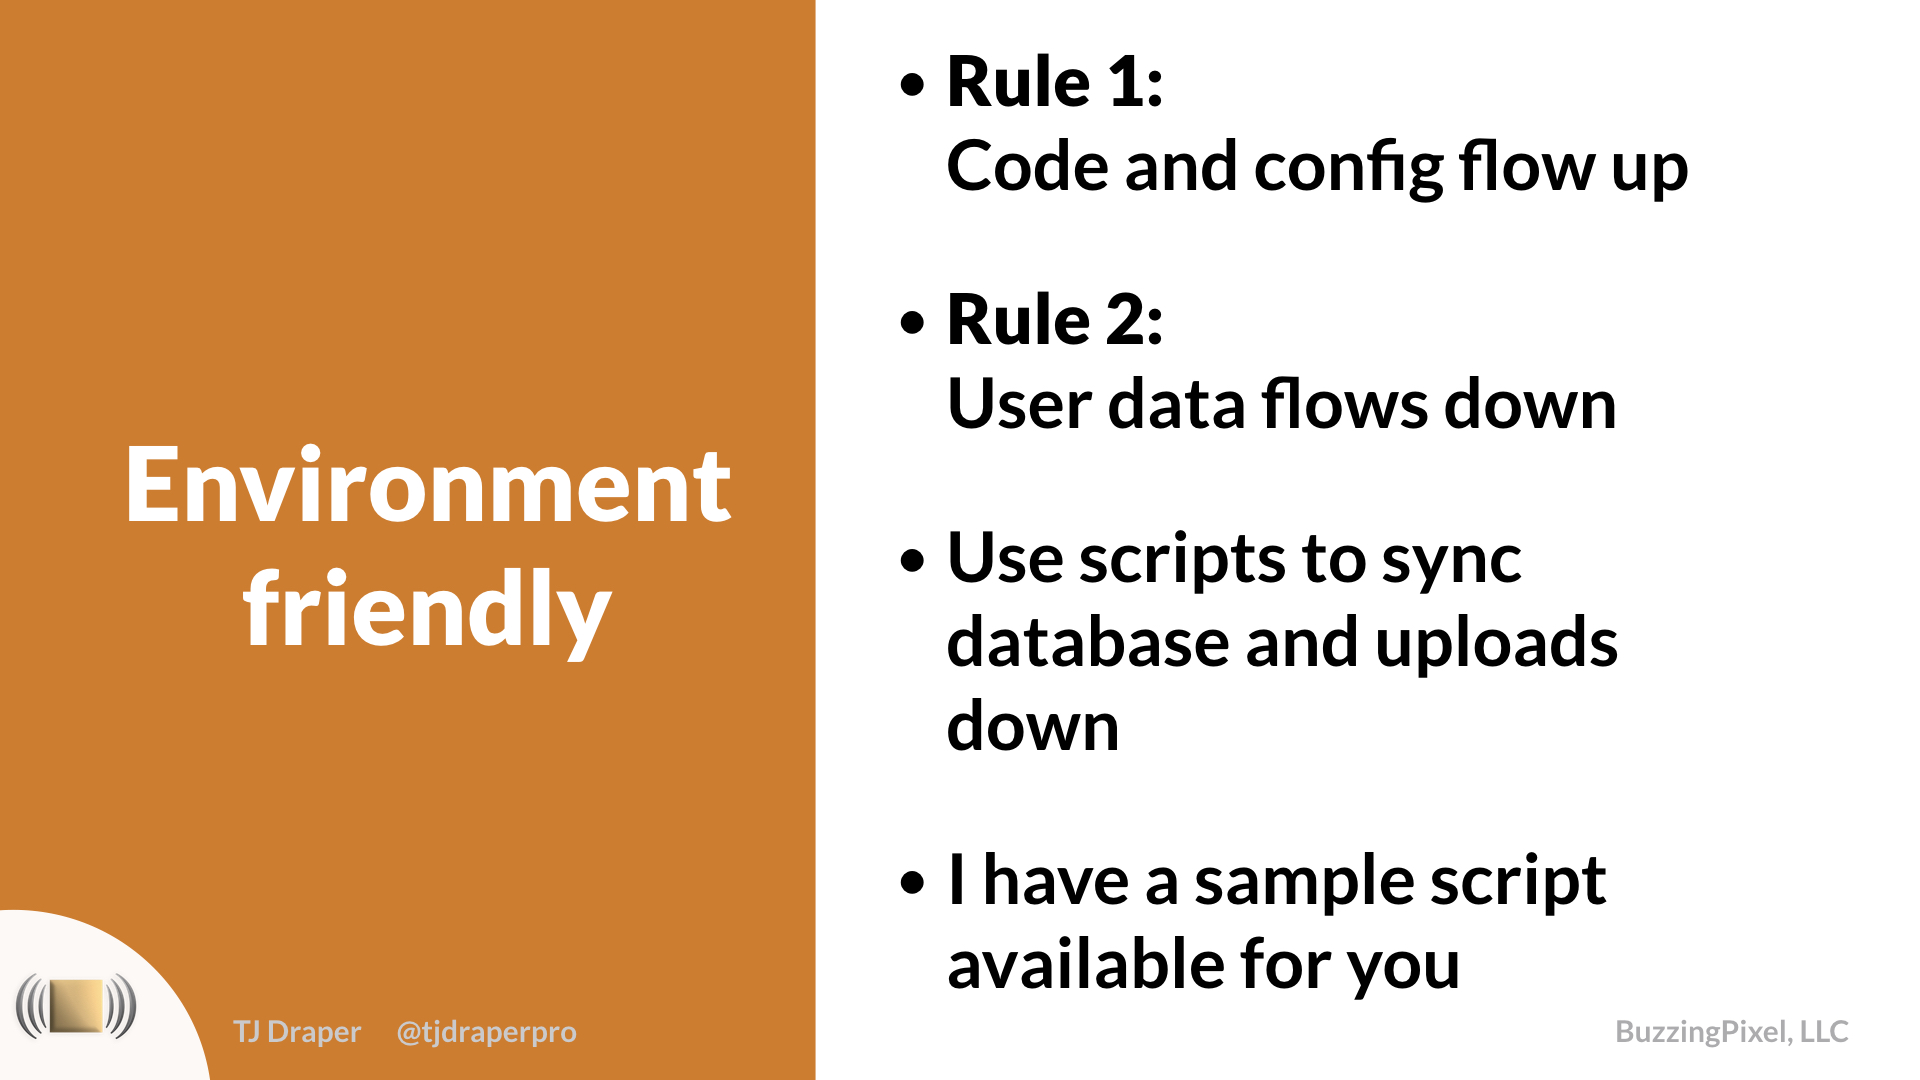 Environment
friendly
• Rule 1:
Code and config flow up
• Rule 2:
User data flows down
• Use scripts to sync
database and uploads
down
• I have a sample script
available for you
TJ Draper @tjdraperpro
BuzzingPixel, LLC